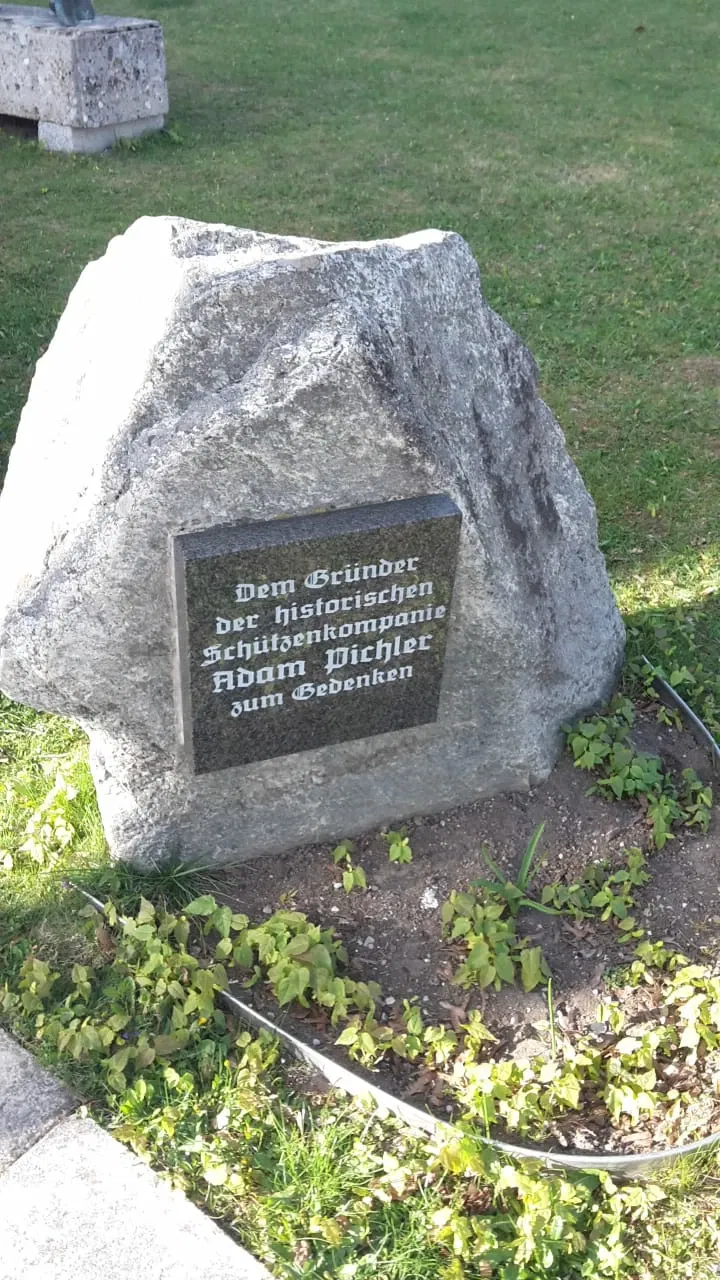 Dem Gründer
der historischen
Schützenkompanie
Adam Pichler
zum Gedenken